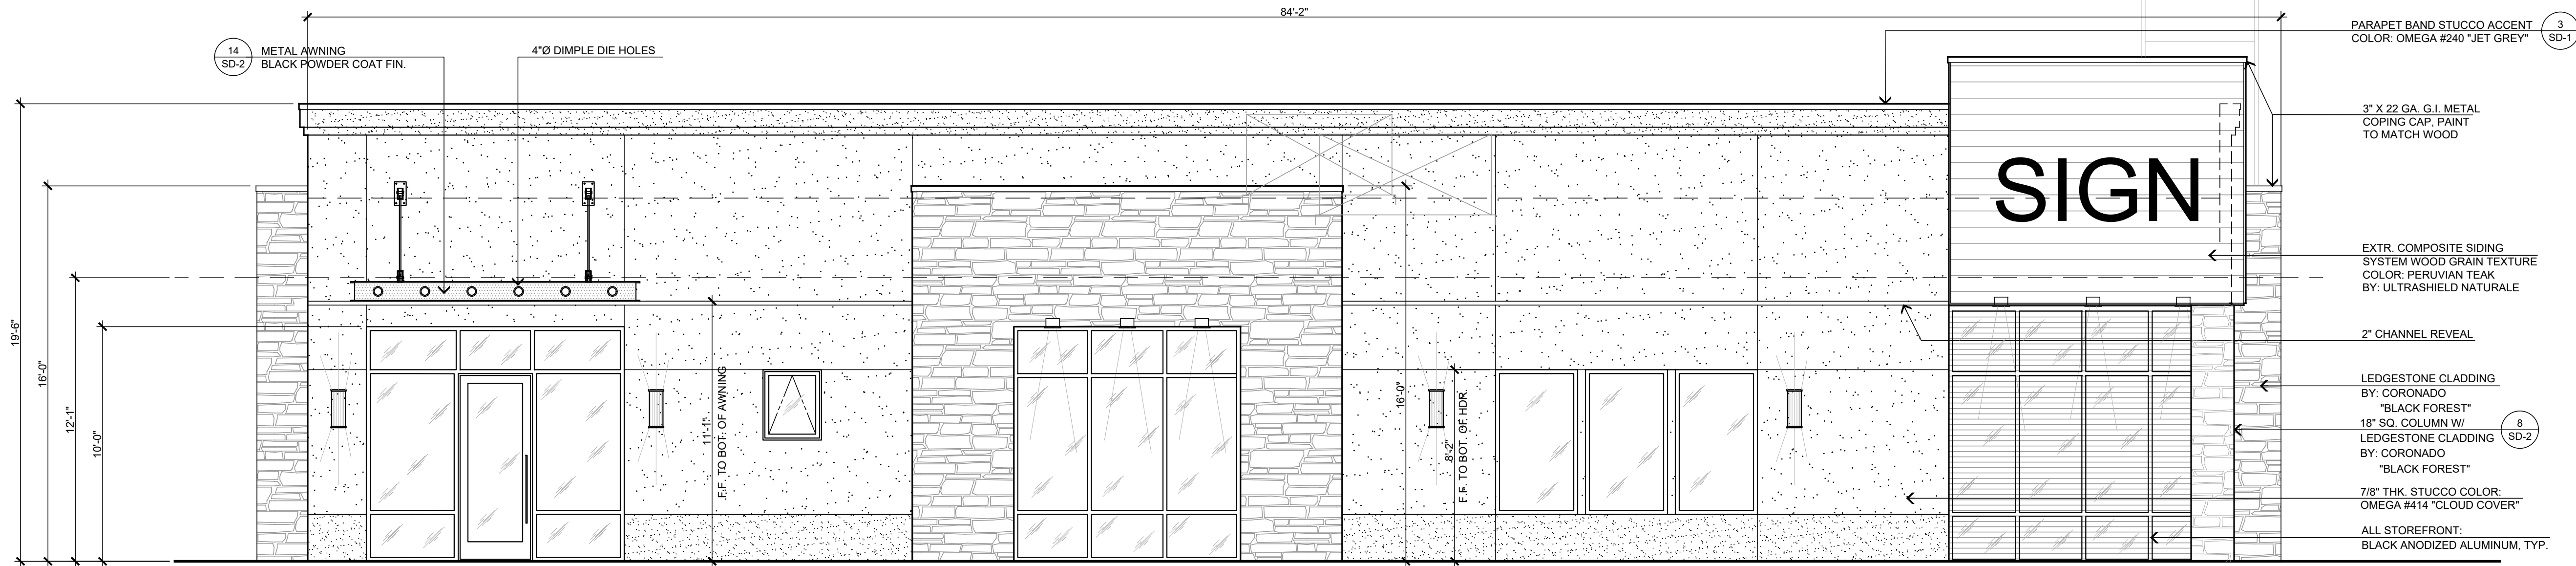 84'-2"
14
SD-2
METAL AWNING
BLACK POWDER COAT FIN.
4"Ø DIMPLE DIE HOLES
PARAPET BAND STUCCO ACCENT
COLOR: OMEGA #240 "JET GREY"
3
SD-1
3" X 22 GA. G.I. METAL
COPING CAP, PAINT
TO MATCH WOOD
SIGN
EXTR. COMPOSITE SIDING
SYSTEM WOOD GRAIN TEXTURE
COLOR: PERUVIAN TEAK
BY: ULTRASHIELD NATURALE
2" CHANNEL REVEAL
LEDGESTONE CLADDING
BY: CORONADO
"BLACK FOREST"
18" SQ. COLUMN W/
LEDGESTONE CLADDING
BY: CORONADO
"BLACK FOREST"
8
SD-2
7/8" THK. STUCCO COLOR:
OMEGA #414 "CLOUD COVER"
ALL STOREFRONT:
BLACK ANODIZED ALUMINUM, TYP.
19'-6"
16'-0"
12'-1"
10'-0"
11'-1"
F.F. TO BOT. OF AWNING
16'-0"
8'-2"
F.F. TO BOT. OF HDR.